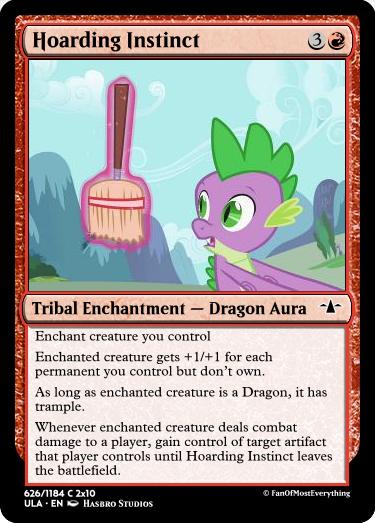 Hoarding Instinct 3
Tribal Enchantment — Dragon Aura
Enchant creature you control
Enchanted creature gets +1/+1 for each
permanent you control but don't own.
As long as enchanted creature is a Dragon, it has
trample.
Whenever enchanted creature deals combat
damage to a player, gain control of target artifact
that player controls until Hoarding Instinct leaves
the battlefield.
626/1184 C 2x10
ULA · EN Hasbro Studios
© FanOfMostEverything